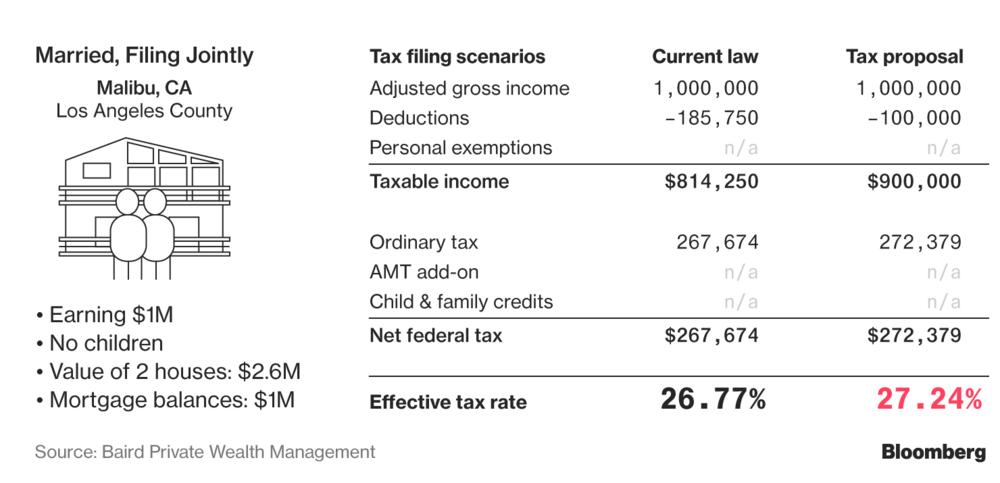 Married, Filing Jointly
Malibu, CA
Los Angeles County
• Earning $1M
• No children
• Value of 2 houses: $2.6M
• Mortgage balances: $1M
Tax filing scenarios Current law Tax proposal
Adjusted gross income 1,000,000 1,000,000
Deductions −185,750 −100,000
Personal exemptions n/a n/a
Taxable income $814,250 $900,000
Ordinary tax 267,674 272,379
AMT add-on n/a n/a
Child & family credits n/a n/a
Net federal tax $267,674 $272,379
Effective tax rate 26.77% 27.24%
Source: Baird Private Wealth Management
Bloomberg